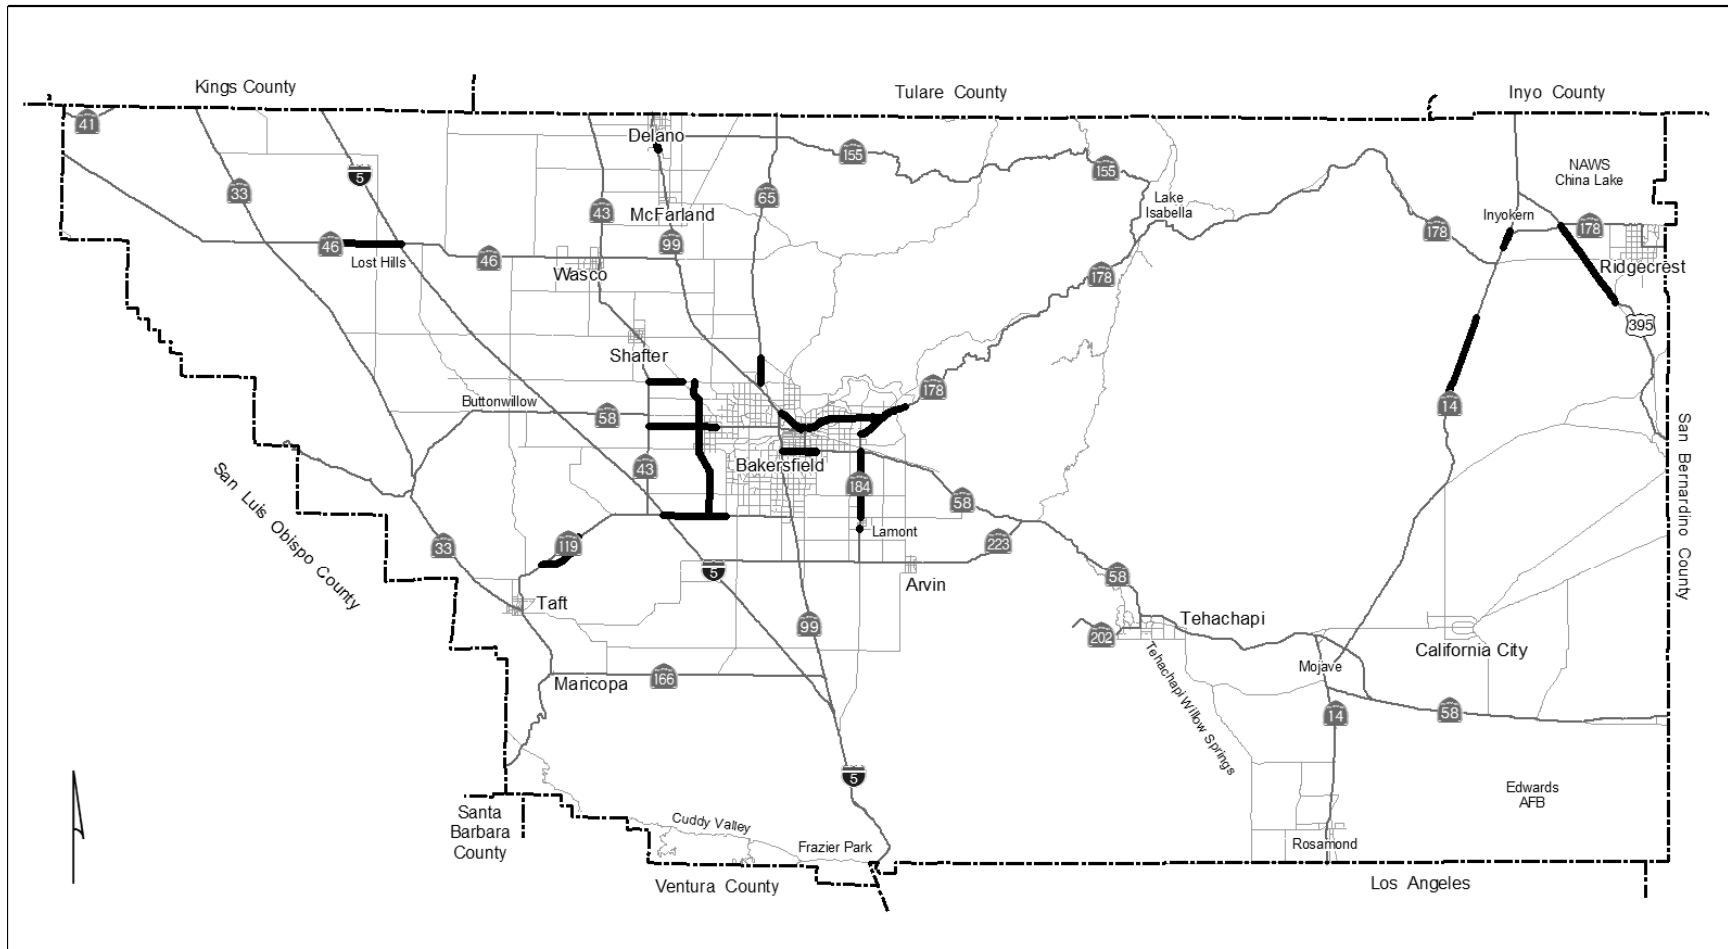 Kings County
Tulare County
Inyo County
41
Delano
155
155
NAWS
China Lake
5
33
65
Lake
Isabella
43
McFarland
Inyokern
178
178
46
99
Lost Hills
46
Wasco
178
Ridgecrest
395
Shafter
178
Buttonwillow
58
14
Bakersfield
43
184
58
San Luis Obispo County
San Bernardino County
Lamont
119
33
223
5
Arvin
58
Taft
99
Tehachapi
202
California City
Mojave
Maricopa
166
Tehachapi Willow Springs
14
58
5
Edwards
AFB
Santa
Barbara
County
Cuddy Valley
Frazier Park
Rosamond
Ventura County
Los Angeles